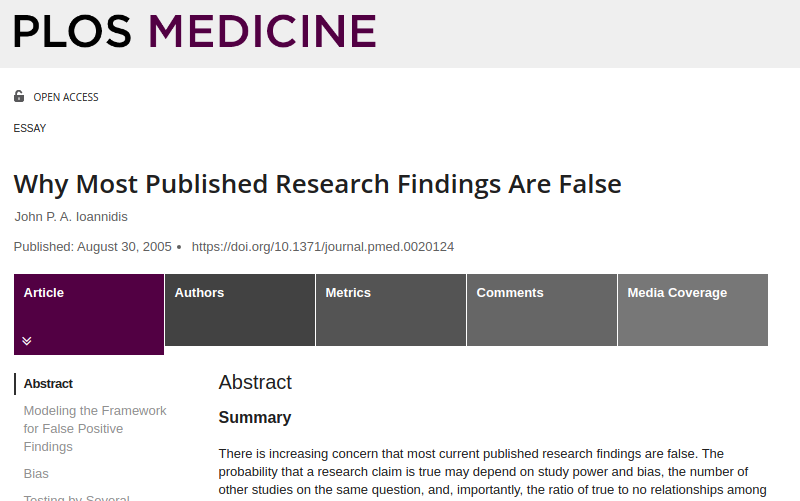 PLOS MEDICINE
OPEN ACCESS
ESSAY
Why Most Published Research Findings Are False
John P. A. Ioannidis
Published: August 30, 2005 • https://doi.org/10.1371/journal.pmed.0020124
Article
Authors
Metrics
Comments
Media Coverage
Abstract
Modeling the Framework
for False Positive
Findings
Bias
Testing by Several
Abstract
Summary
There is increasing concern that most current published research findings are false. The
probability that a research claim is true may depend on study power and bias, the number of
other studies on the same question, and, importantly, the ratio of true to no relationships among